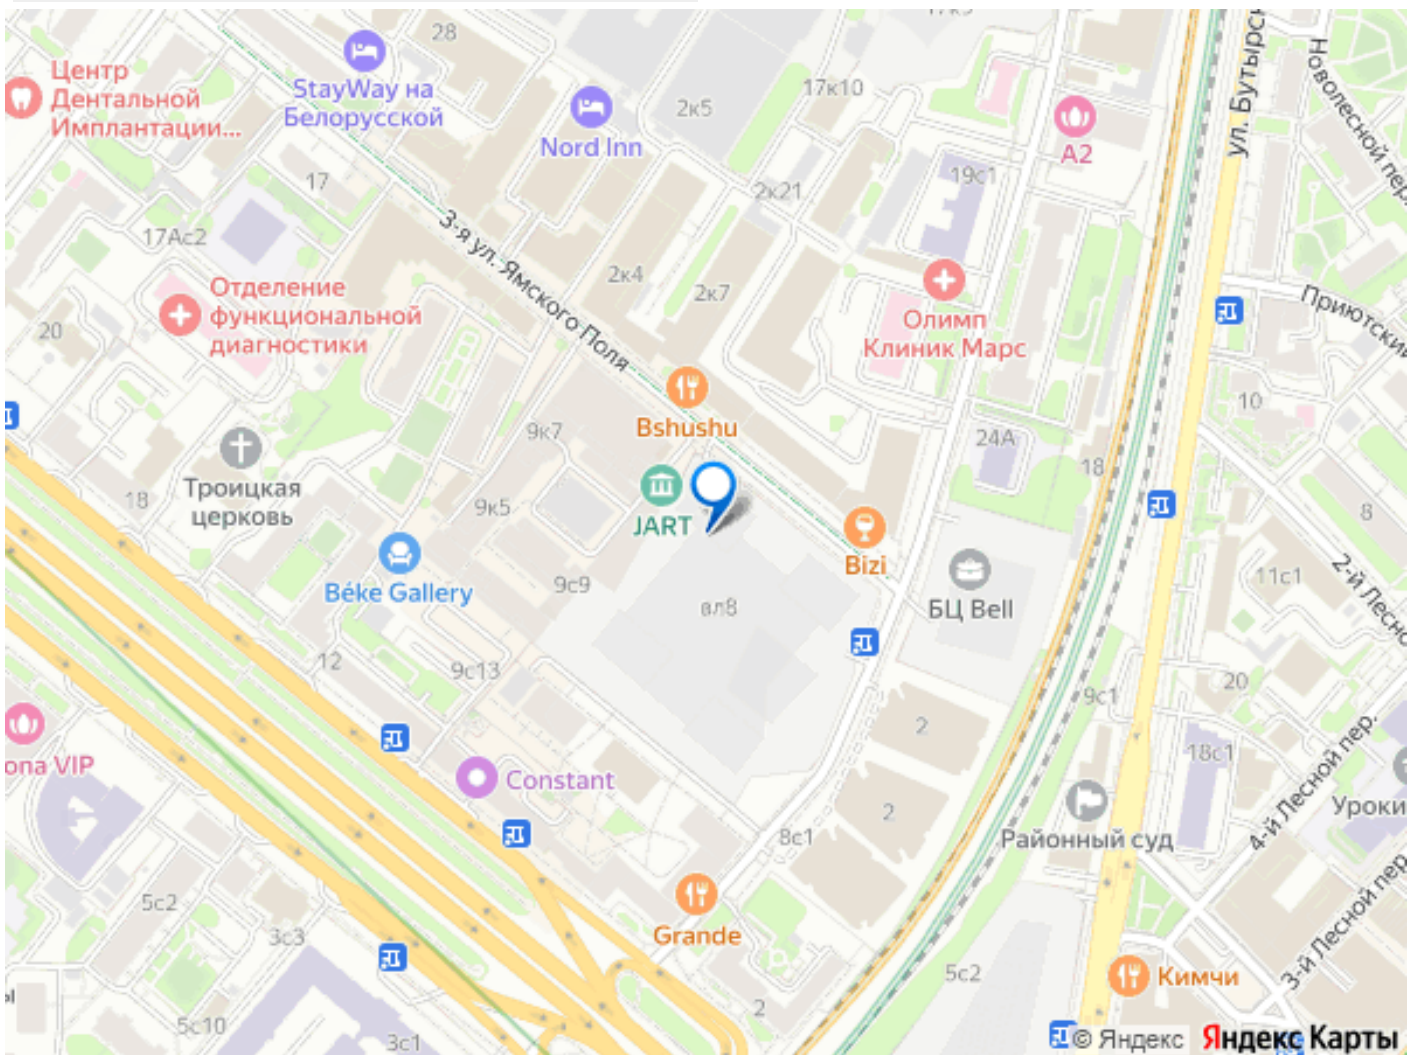 28
17к10
Центр
Дентальной
Имплантации...
StayWay на
Белорусской
2к5
Nord Inn
A2
ул. Бутырск
Новолесной пер.
17
2к21
19с1
17Ас2
3-я ул. Ямского Поля
Отделение
функциональной
диагностики
20
2к4
2к7
Олимп
Клиник Марс
Приютский
10
Bshushu
9к7
24А
18
Троицкая
церковь
18
9к5
JART
8
Béke Gallery
9с9
вл8
Bizi
БЦ Bell
11с1
2-й Лесно
12
9с13
9с1
20
ona VIP
Constant
2
18с1
4-й Лесной пер.
2
8с1
Районный суд
Уроки
5с2
3с3
Grande
3-й Лесной пер
5с2
Кимчи
ы
5с10
3с1
2
© Яндекс Яндекс Карты